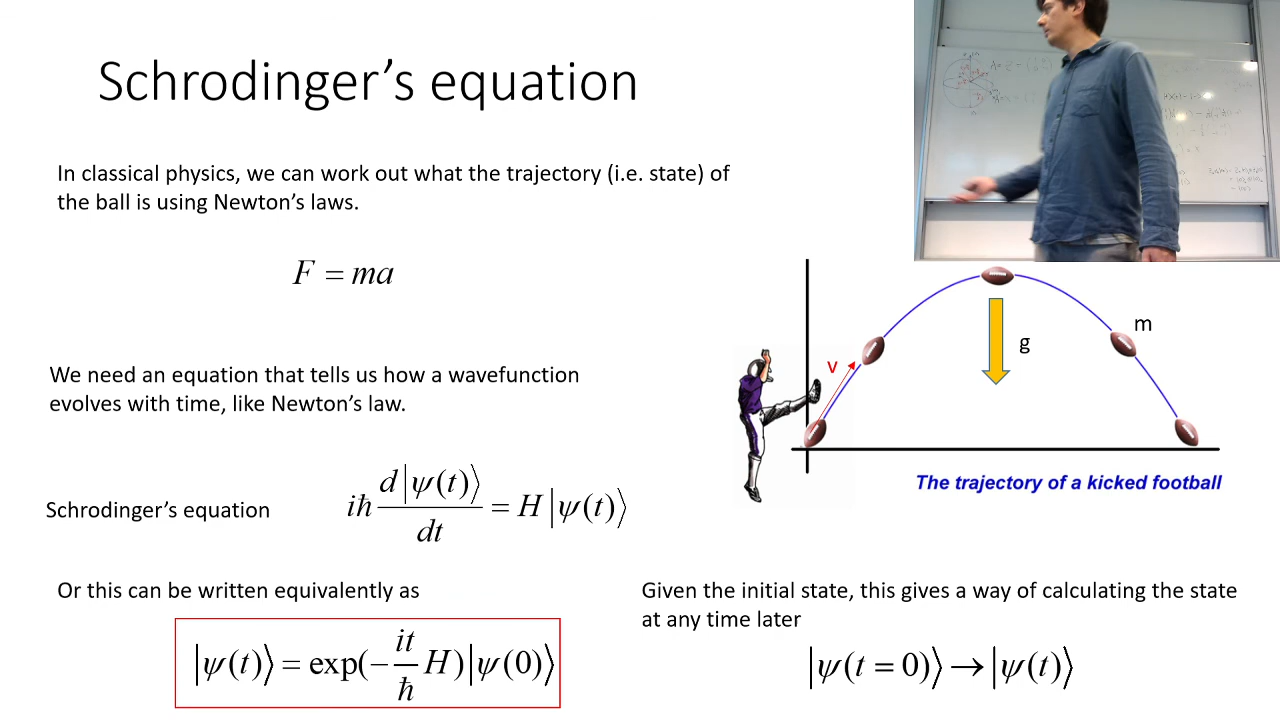 Schrodinger's equation
In classical physics, we can work out what the trajectory (i.e. state) of
the ball is using Newton's laws.
F = ma
We need an equation that tells us how a wavefunction
evolves with time, like Newton's law.
Schrodinger's equation
iħ d|ψ(t)⟩/dt = H|ψ(t)⟩
Or this can be written equivalently as
|ψ(t)⟩ = exp(−it/ħ H)|ψ(0)⟩
v
g
m
The trajectory of a kicked football
Given the initial state, this gives a way of calculating the state
at any time later
|ψ(t = 0)⟩ → |ψ(t)⟩